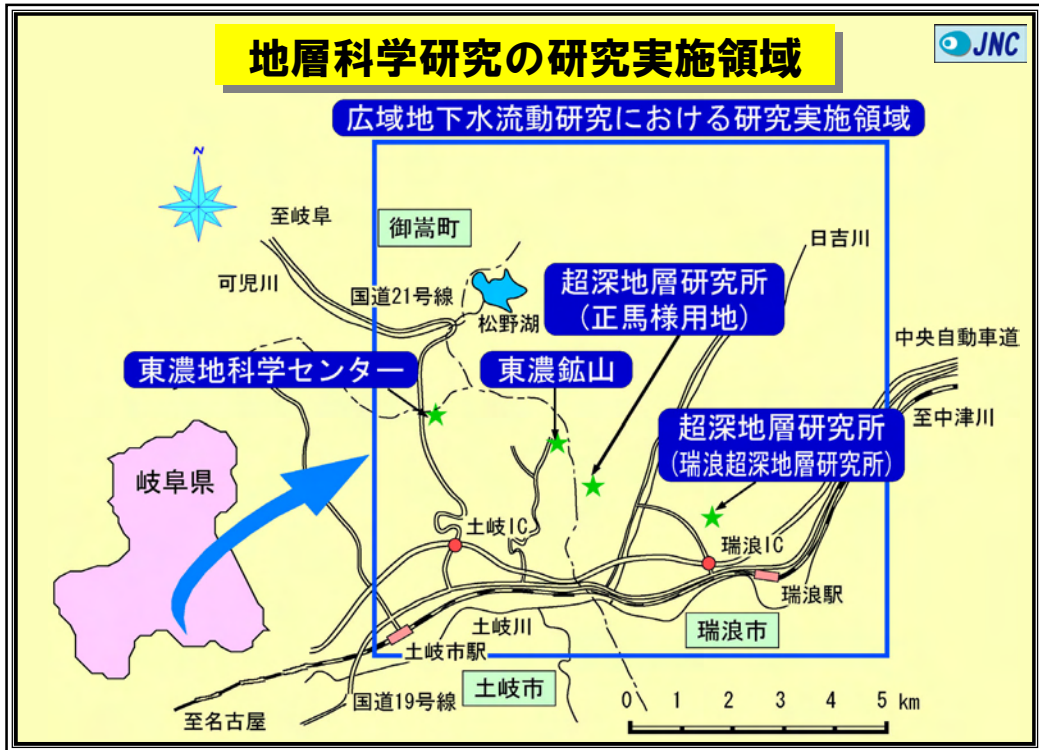 地層科学研究の研究実施領域
JNC
広域地下水流動研究における研究実施領域
N
至岐阜
御嵩町
日吉川
可児川
国道21号線
松野湖
超深地層研究所
(正馬様用地)
中央自動車道
東濃地科学センター
東濃鉱山
至中津川
超深地層研究所
(瑞浪超深地層研究所)
岐阜県
土岐IC
瑞浪IC
瑞浪駅
土岐川
瑞浪市
土岐市駅
土岐市
国道19号線
至名古屋
0 1 2 3 4 5 km